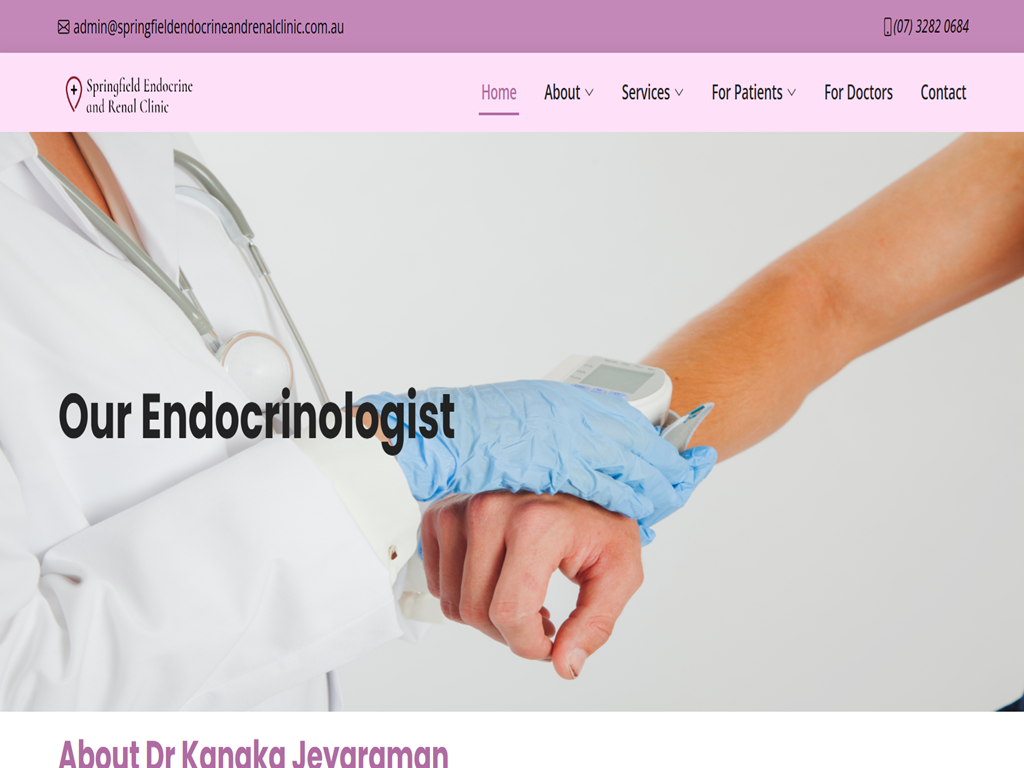 admin@springfieldendocrineandrenalclinic.com.au
(07) 3282 0684
Springfield Endocrine
and Renal Clinic
Home About Services For Patients For Doctors Contact
Our Endocrinologist
About Dr Kanaka Jeyaraman